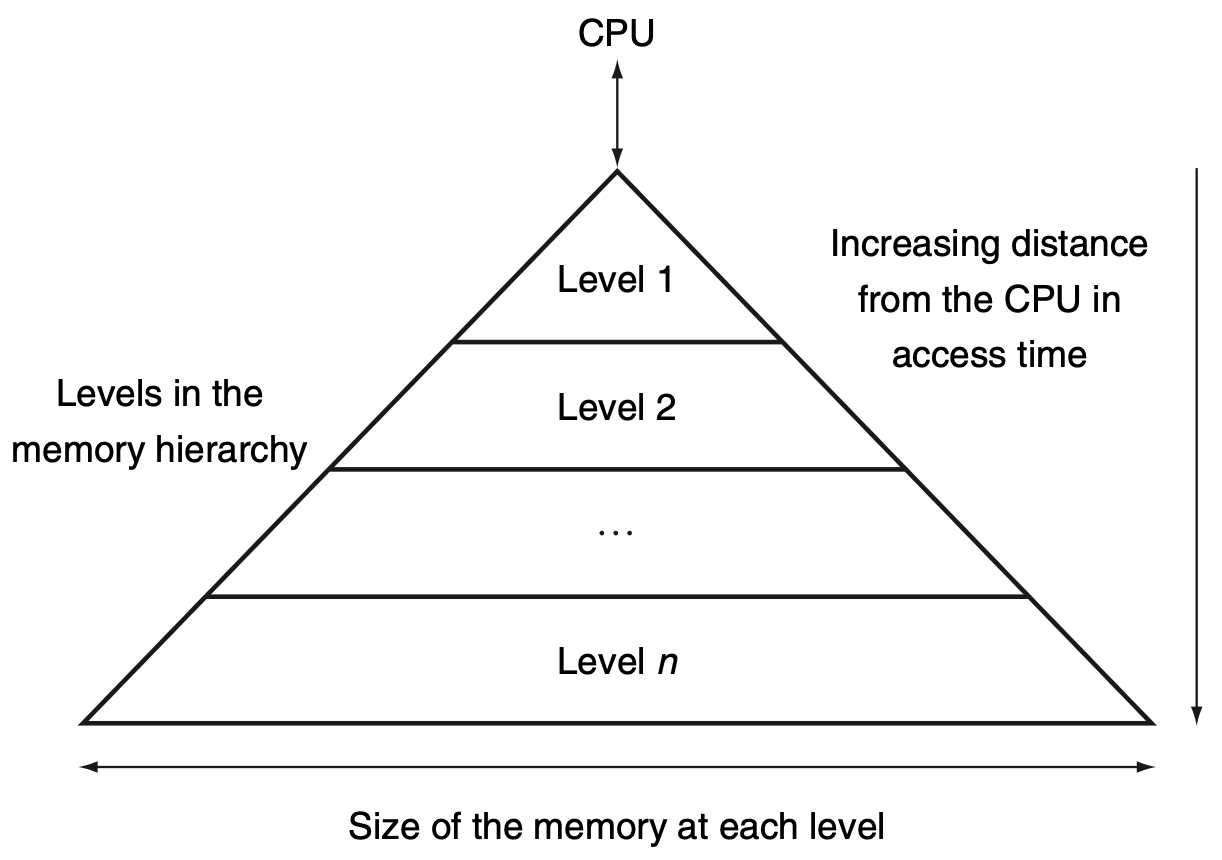 CPU
Level 1
Increasing distance
from the CPU in
access time
Levels in the
memory hierarchy
Level 2
...
Level n
Size of the memory at each level